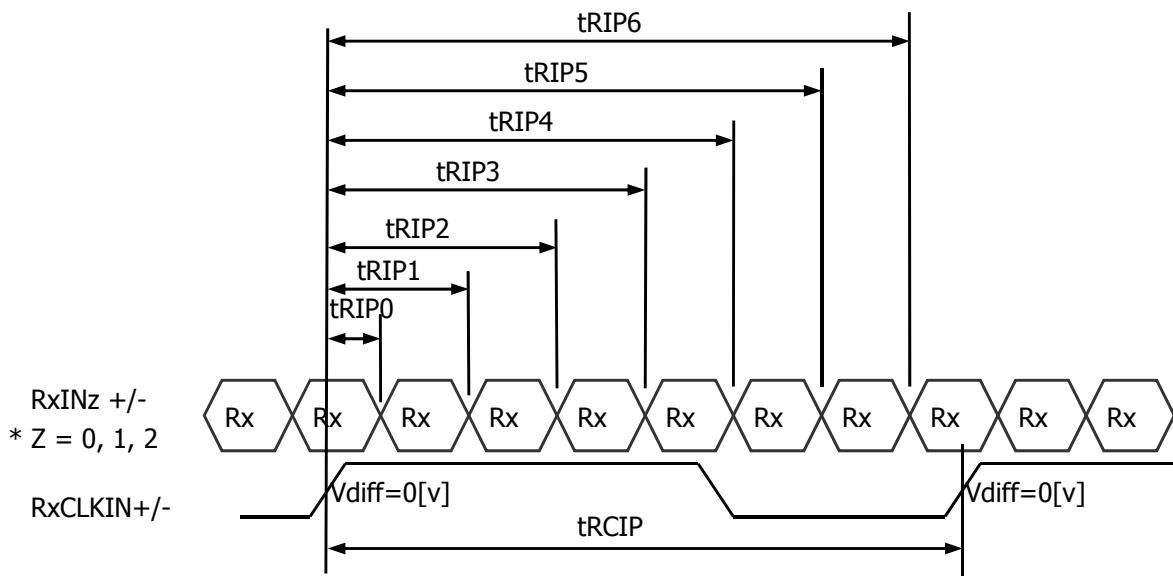 tRIP6
tRIP5
tRIP4
tRIP3
tRIP2
tRIP1
tRIP0
RxINz +/-
* Z = 0, 1, 2
Rx Rx Rx Rx Rx Rx Rx Rx Rx Rx Rx
RxCLKIN+/-
Vdiff=0[v] Vdiff=0[v]
tRCIP